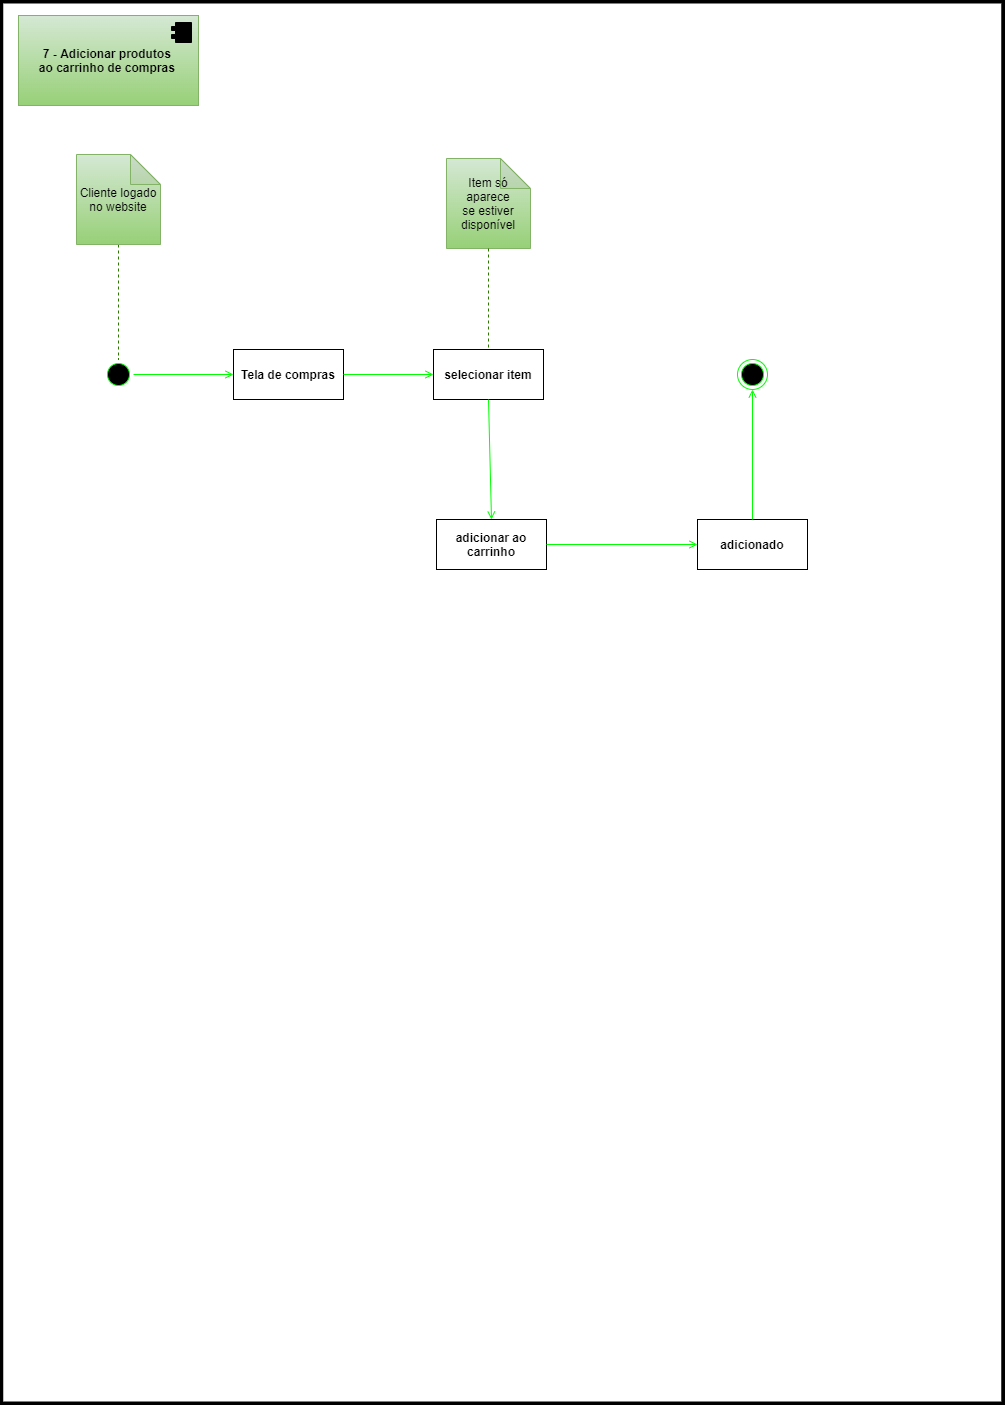 7 - Adicionar produtos
ao carrinho de compras
Cliente logado
no website
Item só
aparece
se estiver
disponível
Tela de compras
selecionar item
adicionar ao
carrinho
adicionado